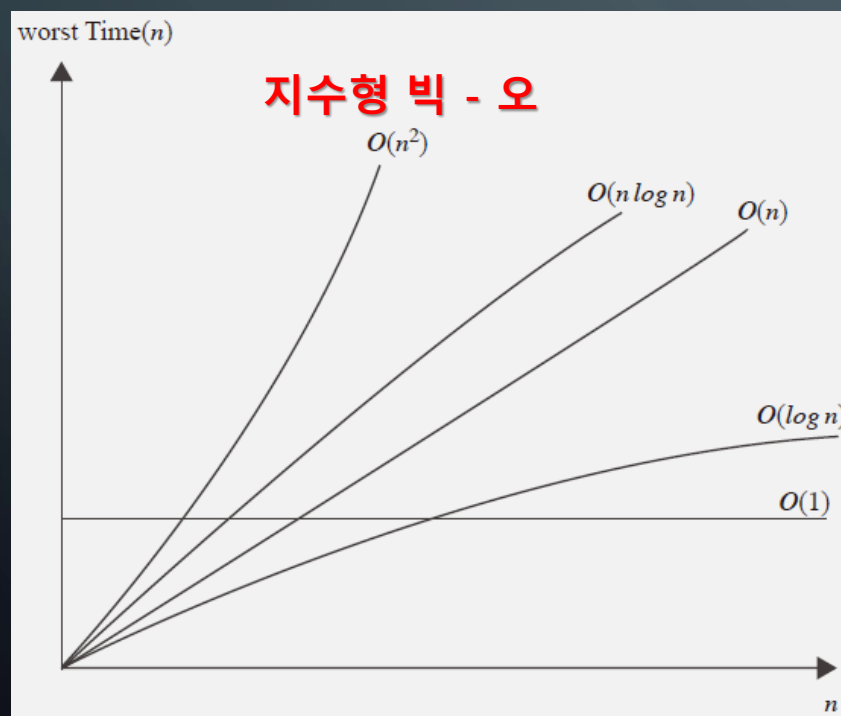 worst Time(n)
지수형 빅 - 오
O(n²)
O(n log n)
O(n)
O(log n)
O(1)
n